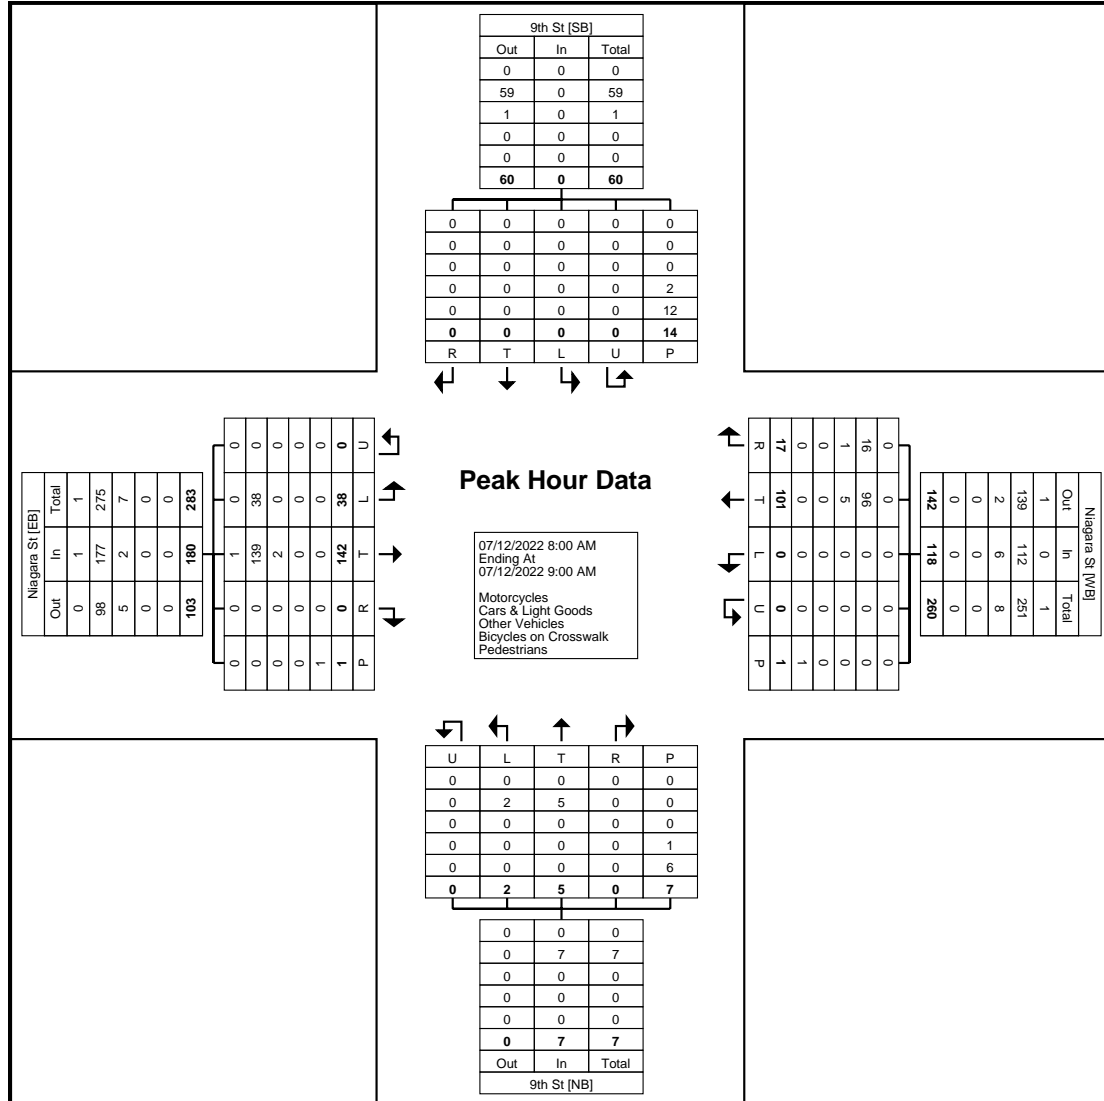 9th St [SB]
Out In Total
0 0 0
59 0 59
1 0 1
0 0 0
0 0 0
60 0 60
0 0 0 0 0
0 0 0 0 0
0 0 0 0 0
0 0 0 0 2
0 0 0 0 12
0 0 0 0 14
R T L U P
Niagara St [EB]
Total In Out
1 1 0
275 177 98
7 2 5
0 0 0
0 0 0
283 180 103
0 0 1 0 0
0 38 139 0 0
0 0 2 0 0
0 0 0 0 0
0 0 0 0 1
0 38 142 0 1
U L T R P
Peak Hour Data
07/12/2022 8:00 AM
Ending At
07/12/2022 9:00 AM
Motorcycles
Cars & Light Goods
Other Vehicles
Bicycles on Crosswalk
Pedestrians
R T L U P
17 101 0 0 1
0 0 0 0 1
0 0 0 0 0
1 5 0 0 0
16 96 0 0 0
0 0 0 0 0
Niagara St [WB]
Out In Total
1 0 1
139 112 251
2 6 8
0 0 0
0 0 0
142 118 260
U L T R P
0 0 0 0 0
0 2 5 0 0
0 0 0 0 0
0 0 0 0 1
0 0 0 0 6
0 2 5 0 7
0 0 0
0 7 7
0 0 0
0 0 0
0 0 0
0 7 7
Out In Total
9th St [NB]